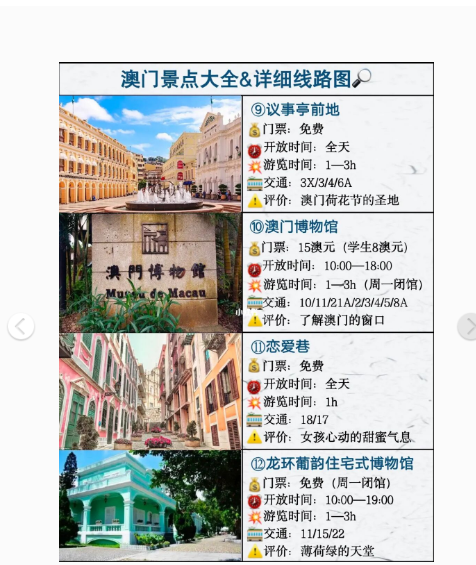 澳门景点大全&详细线路图
⑨议事亭前地
门票：免费
开放时间：全天
游览时间：1—3h
交通：3X/3/4/6A
评价：澳门荷花节的圣地
⑩澳门博物馆
门票：15澳元（学生8澳元）
开放时间：10:00—18:00
游览时间：1—3h（周一闭馆）
交通：10/11/21A/2/3/4/5/8A
评价：了解澳门的窗口
澳門博物館
Museu de Macau
⑪恋爱巷
门票：免费
开放时间：全天
游览时间：1h
交通：18/17
评价：女孩心动的甜蜜气息
⑫龙环葡韵住宅式博物馆
门票：免费（周一闭馆）
开放时间：10:00—19:00
游览时间：1—3h
交通：11/15/22
评价：薄荷绿的天堂